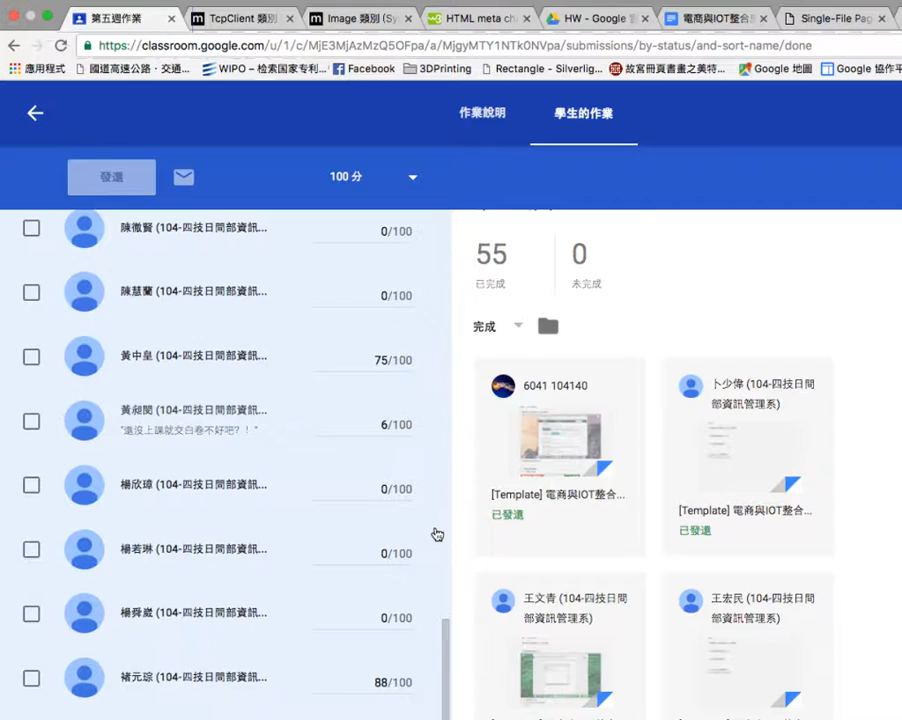 第五週作業
TcpClient 類別
Image 類別 (Sy
HTML meta ch
HW - Google
電商與IOT整合
Single-File Pag
https://classroom.google.com/u/1/c/MjE3MjAzMzQ5OFpa/a/MjgyMTY1NTk0NVpa/submissions/by-status/and-sort-name/done
應用程式
國道高速公路・交通...
WIPO – 检索国家专利...
Facebook
3DPrinting
Rectangle - Silverlig...
故宮冊頁書畫之美特...
Google 地圖
Google 協作平
作業說明
學生的作業
發還
100 分
陳徹賢 (104-四技日間部資訊...
0/100
陳慧蘭 (104-四技日間部資訊...
0/100
黃中皇 (104-四技日間部資訊...
75/100
黃昶閔 (104-四技日間部資訊...
"還沒上課就交白卷不好吧？！"
6/100
楊欣瑋 (104-四技日間部資訊...
0/100
楊若琳 (104-四技日間部資訊...
0/100
楊舜崴 (104-四技日間部資訊...
0/100
褚元琮 (104-四技日間部資訊...
88/100
55
已完成
0
未完成
完成
6041 104140
[Template] 電商與IOT整合...
已發還
卜少偉 (104-四技日間
部資訊管理系)
[Template] 電商與IOT整合...
已發還
王文青 (104-四技日間
部資訊管理系)
王宏民 (104-四技日間
部資訊管理系)